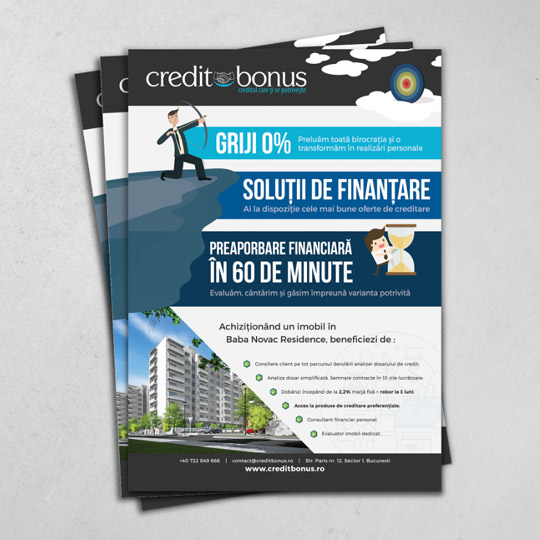 credit bonus
creditul care ți se potrivește
GRIJI 0%
Preluăm toată birocrația și o
transformăm în realizări personale
SOLUȚII DE FINANȚARE
Ai la dispoziție cele mai bune oferte de creditare
PREAPORBARE FINANCIARĂ
ÎN 60 DE MINUTE
Evaluăm, cântărim și găsim împreună varianta potrivită
Achiziționând un imobil în
Baba Novac Residence, beneficiezi de :
Consiliere client pe tot parcursul derulării analizei dosarului de credit;
Analiza dosar simplificată. Semnare contracte în 10 zile lucrătoare;
Dobânzi începând de la 2,2% marjă fixă + robor la 3 luni;
Acces la produse de creditare preferențiale;
Consultant financiar personal;
Evaluator imobil dedicat;
+40 722 849 666 | contact@creditbonus.ro | Str. Paris nr. 12, Sector 1, Bucuresti
www.creditbonus.ro